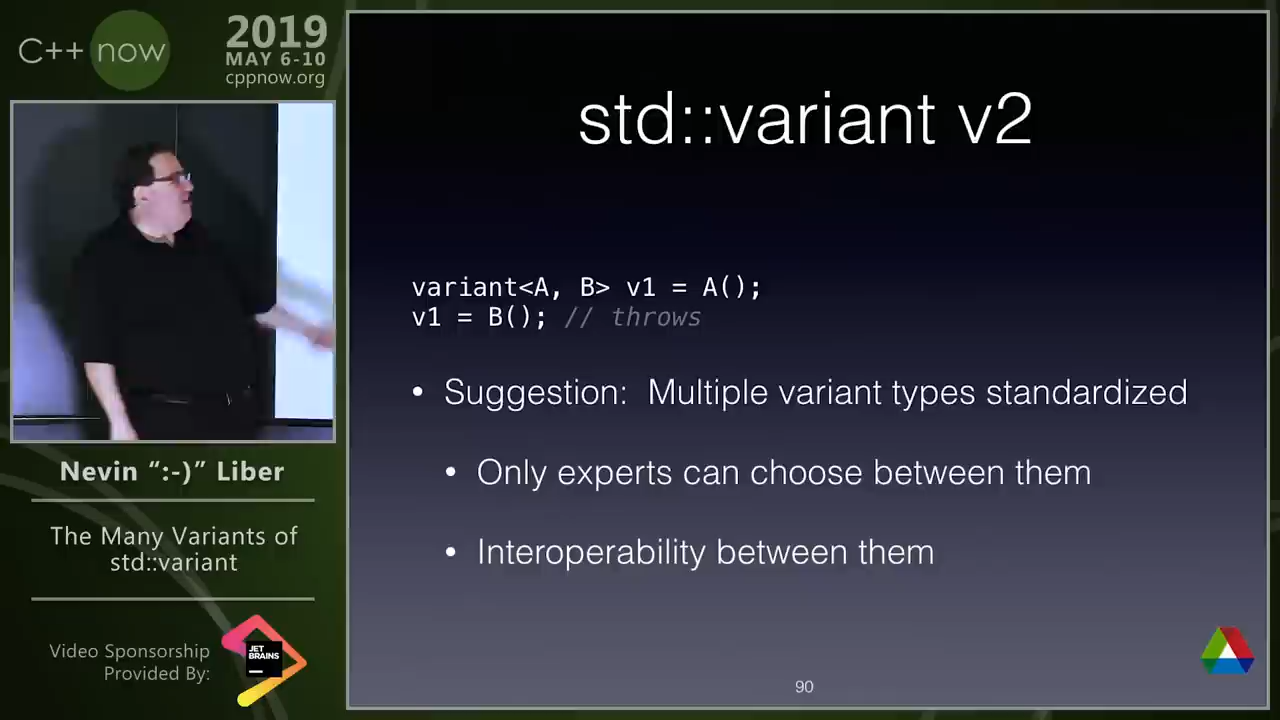 C++ now
2019
MAY 6-10
cppnow.org
Nevin “:-)” Liber
The Many Variants of
std::variant
Video Sponsorship
Provided By:
JET
BRAINS
std::variant v2
variant<A, B> v1 = A();
v1 = B(); // throws
• Suggestion: Multiple variant types standardized
• Only experts can choose between them
• Interoperability between them
90